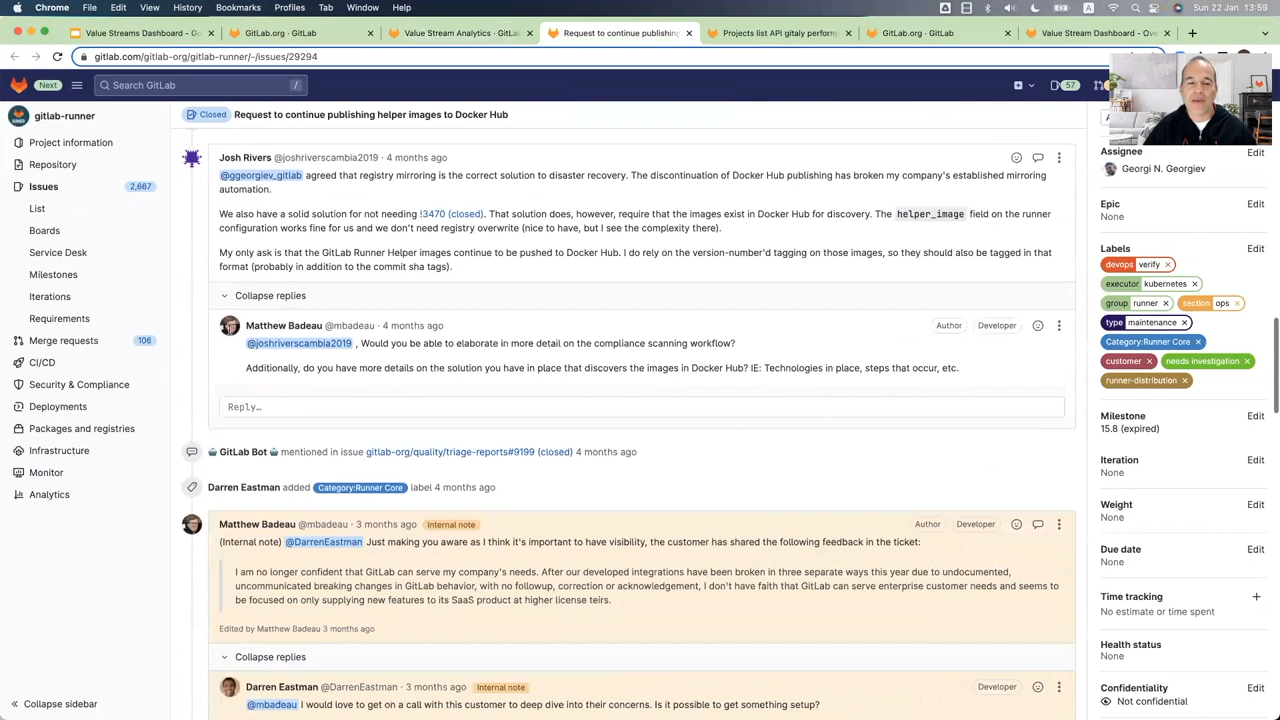 Chrome File Edit View History Bookmarks Profiles Tab Window Help Sun 22 Jan 13:59
Value Streams Dashboard – G
GitLab.org · GitLab
Value Stream Analytics · GitLab
Request to continue publishing
Projects list API gitaly perform
GitLab.org · GitLab
Value Stream Dashboard – Ove
gitlab.com/gitlab-org/gitlab-runner/-/issues/29294
Next Search GitLab / 57
gitlab-runner
Project information
Repository
Issues 2,667
List
Boards
Service Desk
Milestones
Iterations
Requirements
Merge requests 106
CI/CD
Security & Compliance
Deployments
Packages and registries
Infrastructure
Monitor
Analytics
Collapse sidebar
Closed Request to continue publishing helper images to Docker Hub
Josh Rivers @joshriverscambia2019 · 4 months ago
@ggeorgiev_gitlab agreed that registry mirroring is the correct solution to disaster recovery. The discontinuation of Docker Hub publishing has broken my company's established mirroring
automation.
We also have a solid solution for not needing !3470 (closed). That solution does, however, require that the images exist in Docker Hub for discovery. The helper_image field on the runner
configuration works fine for us and we don't need registry overwrite (nice to have, but I see the complexity there).
My only ask is that the GitLab Runner Helper images continue to be pushed to Docker Hub. I do rely on the version-number'd tagging on those images, so they should also be tagged in that
format (probably in addition to the commit sha tags).
Collapse replies
Matthew Badeau @mbadeau · 4 months ago Author Developer
@joshriverscambia2019 , Would you be able to elaborate in more detail on the compliance scanning workflow?
Additionally, do you have more details on the solution you have in place that discovers the images in Docker Hub? IE: Technologies in place, steps that occur, etc.
Reply…
GitLab Bot mentioned in issue gitlab-org/quality/triage-reports#9199 (closed) 4 months ago
Darren Eastman added Category:Runner Core label 4 months ago
Matthew Badeau @mbadeau · 3 months ago Internal note Author Developer
(Internal note) @DarrenEastman Just making you aware as I think it's important to have visibility, the customer has shared the following feedback in the ticket:
I am no longer confident that GitLab can serve my company's needs. After our developed integrations have been broken in three separate ways this year due to undocumented,
uncommunicated breaking changes in GitLab behavior, with no followup, correction or acknowledgement, I don't have faith that GitLab can serve enterprise customer needs and seems to
be focused on only supplying new features to its SaaS product at higher license teirs.
Edited by Matthew Badeau 3 months ago
Collapse replies
Darren Eastman @DarrenEastman · 3 months ago Internal note Developer
@mbadeau I would love to get on a call with this customer to deep dive into their concerns. Is it possible to get something setup?
Assignee Edit
Georgi N. Georgiev
Epic Edit
None
Labels Edit
devops verify
executor kubernetes
group runner section ops
type maintenance
Category:Runner Core
customer needs investigation
runner-distribution
Milestone Edit
15.8 (expired)
Iteration Edit
None
Weight Edit
None
Due date Edit
None
Time tracking
No estimate or time spent
Health status
None
Confidentiality Edit
Not confidential